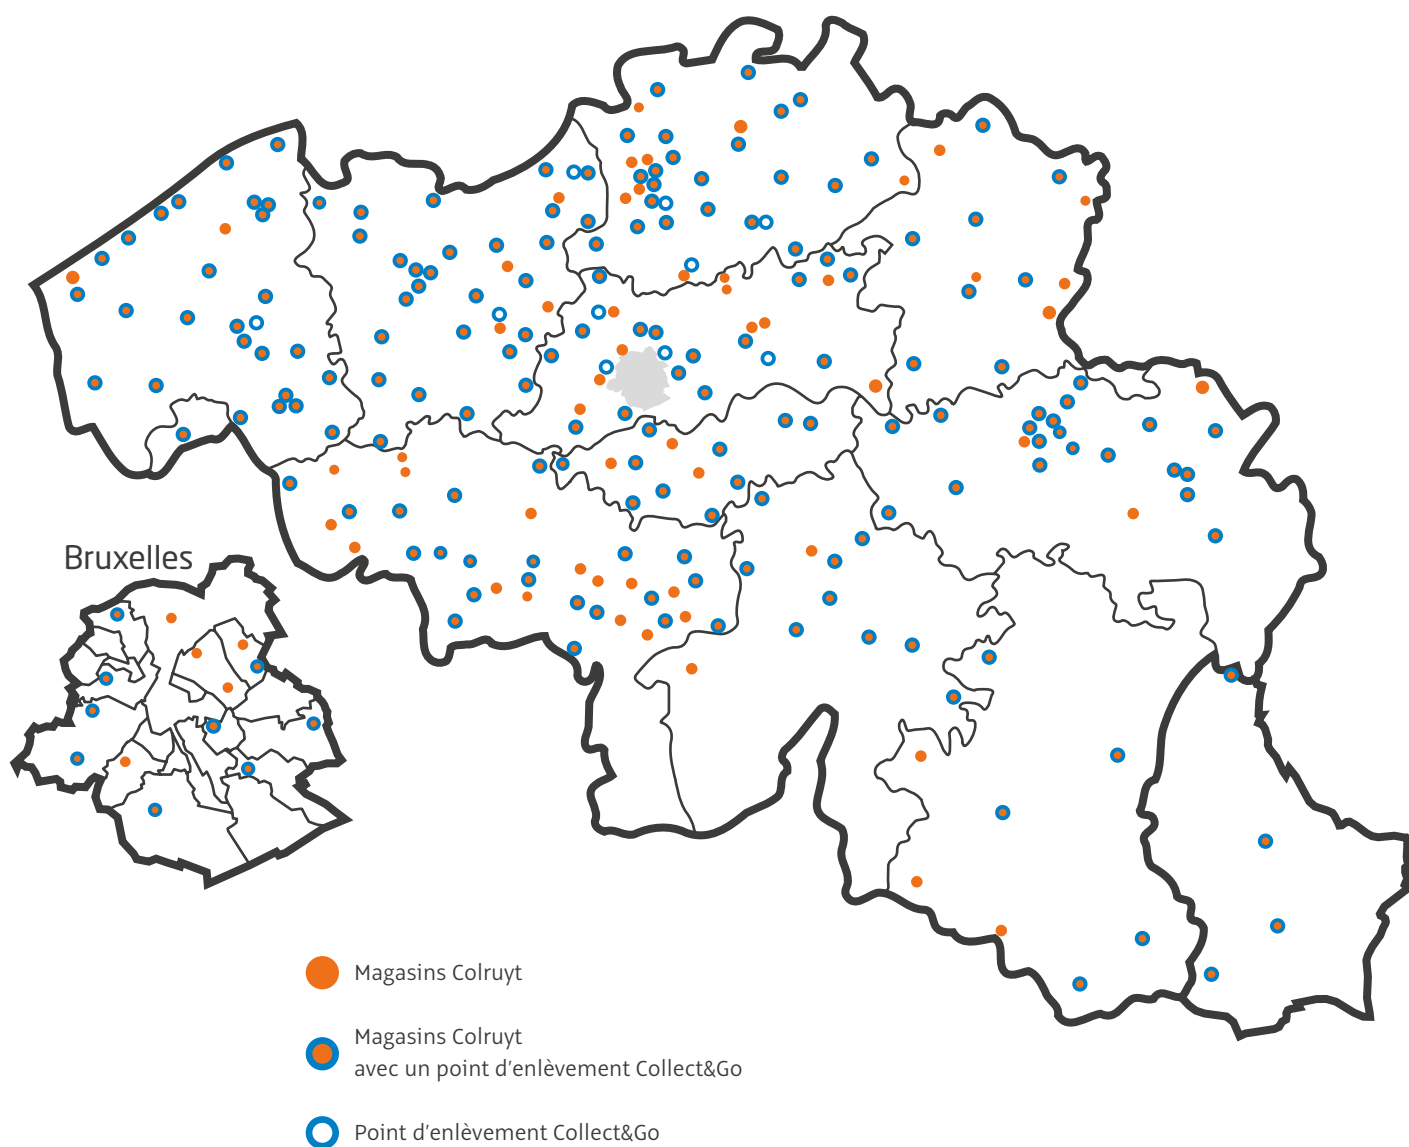 Bruxelles
Magasins Colruyt
Magasins Colruyt
avec un point d'enlèvement Collect&Go
Point d'enlèvement Collect&Go